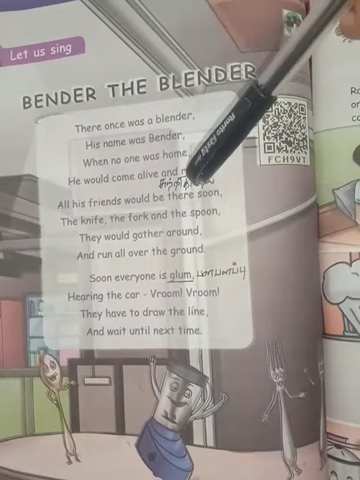 Let us sing
BENDER THE BLENDER
There once was a blender,
His name was Bender,
When no one was home,
He would come alive and
All his friends would be there soon,
The knife, the fork and the spoon,
They would gather around,
And run all over the ground.
Soon everyone is glum,
Hearing the car - Vroom! Vroom!
They have to draw the line,
And wait until next time.
FCH9VT